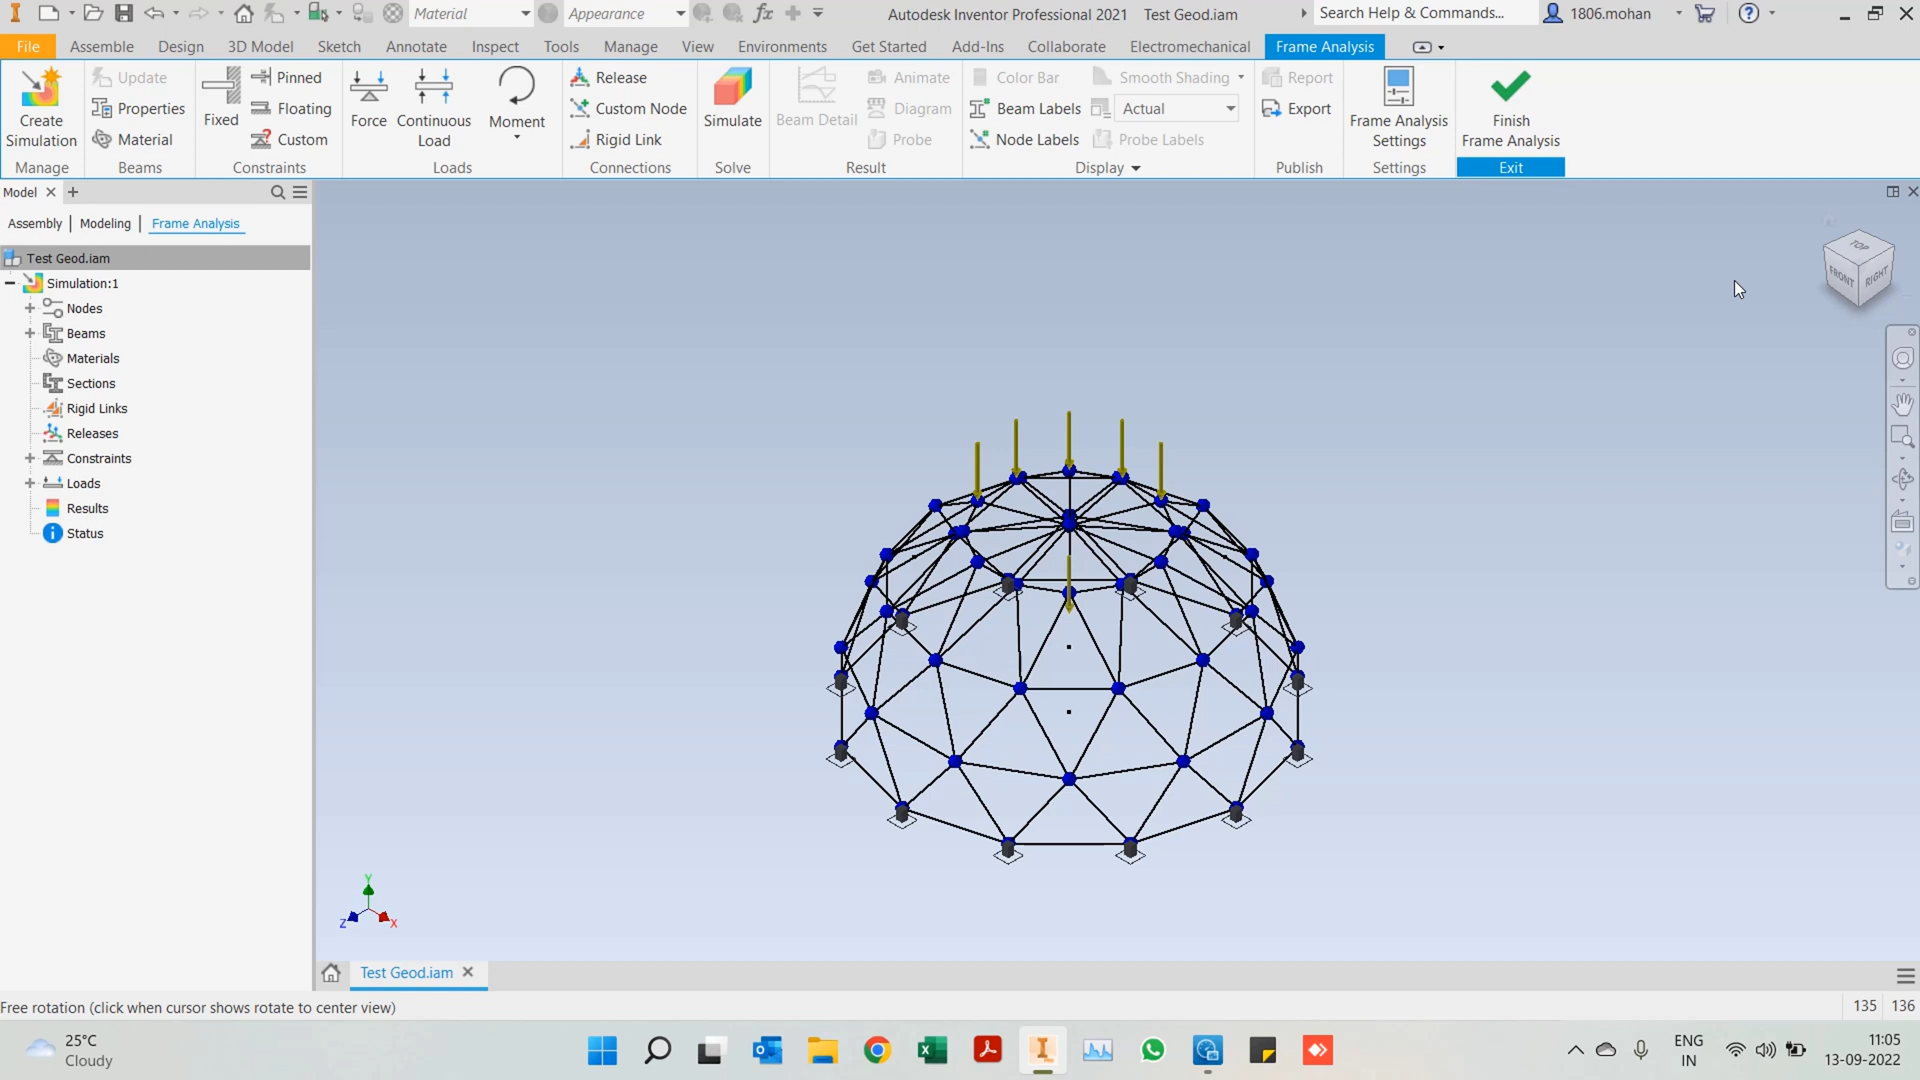 Material
Appearance
fx
Autodesk Inventor Professional 2021 Test Geod.iam
Search Help & Commands...
1806.mohan
File Assemble Design 3D Model Sketch Annotate Inspect Tools Manage View Environments Get Started Add-Ins Collaborate Electromechanical Frame Analysis
Create
Simulation
Update
Properties
Material
Fixed
Pinned
Floating
Custom
Force
Continuous
Load
Moment
Release
Custom Node
Rigid Link
Simulate
Beam Detail
Animate
Diagram
Probe
Color Bar
Beam Labels
Node Labels
Smooth Shading
Actual
Probe Labels
Report
Export
Frame Analysis
Settings
Finish
Frame Analysis
Manage Beams Constraints Loads Connections Solve Result Display Publish Settings Exit
Model
Assembly Modeling Frame Analysis
Test Geod.iam
Simulation:1
Nodes
Beams
Materials
Sections
Rigid Links
Releases
Constraints
Loads
Results
Status
TOP
FRONT
RIGHT
Y
Z
X
Test Geod.iam
Free rotation (click when cursor shows rotate to center view)
135 136
25°C
Cloudy
ENG
IN
11:05
13-09-2022